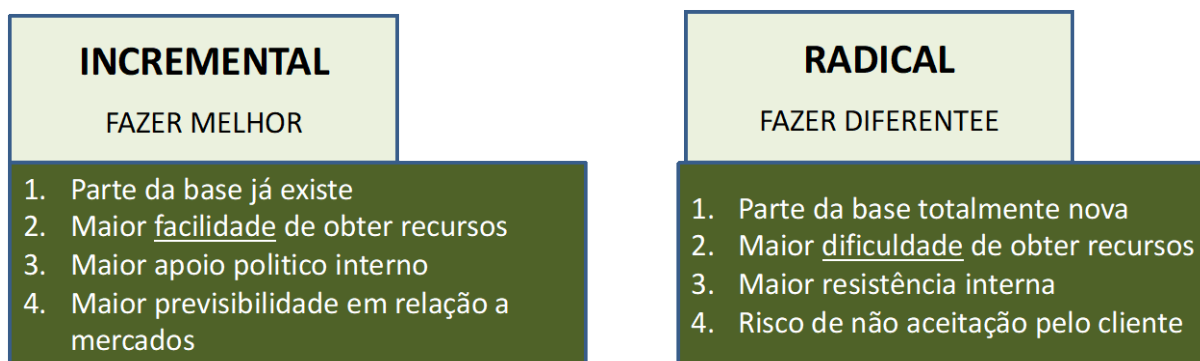 INCREMENTAL
FAZER MELHOR
1. Parte da base já existe
2. Maior facilidade de obter recursos
3. Maior apoio politico interno
4. Maior previsibilidade em relação a
mercados
RADICAL
FAZER DIFERENTEE
1. Parte da base totalmente nova
2. Maior dificuldade de obter recursos
3. Maior resistência interna
4. Risco de não aceitação pelo cliente